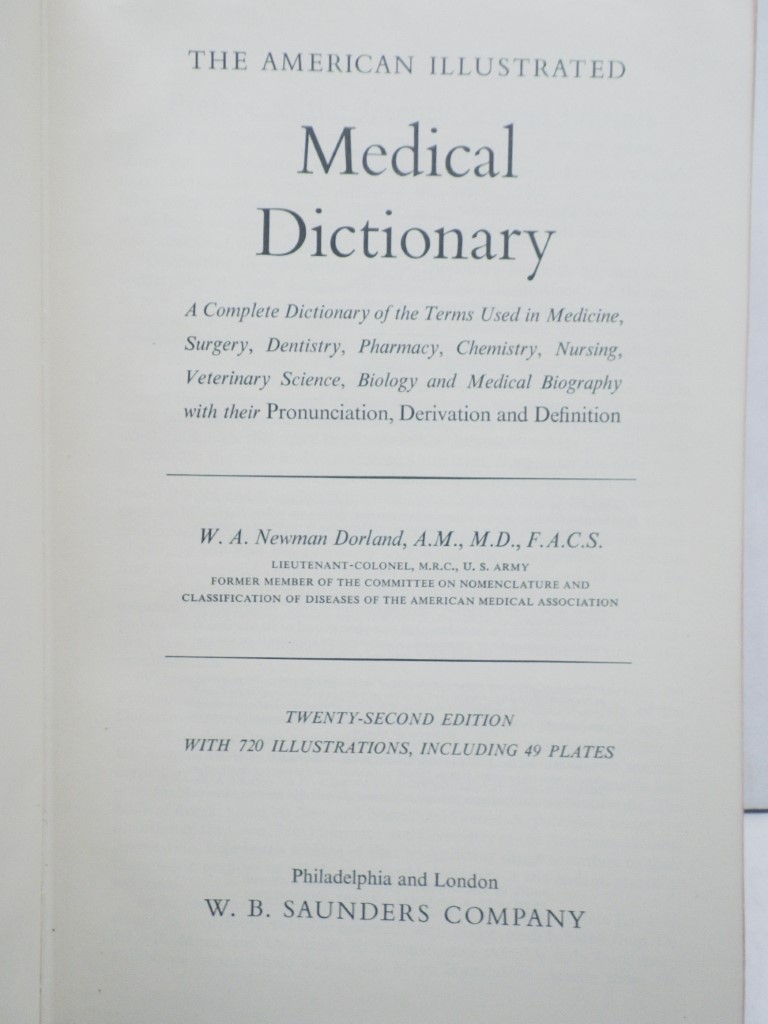 THE AMERICAN ILLUSTRATED
Medical
Dictionary
A Complete Dictionary of the Terms Used in Medicine,
Surgery, Dentistry, Pharmacy, Chemistry, Nursing,
Veterinary Science, Biology and Medical Biography
with their Pronunciation, Derivation and Definition
W. A. Newman Dorland, A.M., M.D., F.A.C.S.
LIEUTENANT-COLONEL, M.R.C., U. S. ARMY
FORMER MEMBER OF THE COMMITTEE ON NOMENCLATURE AND
CLASSIFICATION OF DISEASES OF THE AMERICAN MEDICAL ASSOCIATION
TWENTY-SECOND EDITION
WITH 720 ILLUSTRATIONS, INCLUDING 49 PLATES
Philadelphia and London
W. B. SAUNDERS COMPANY